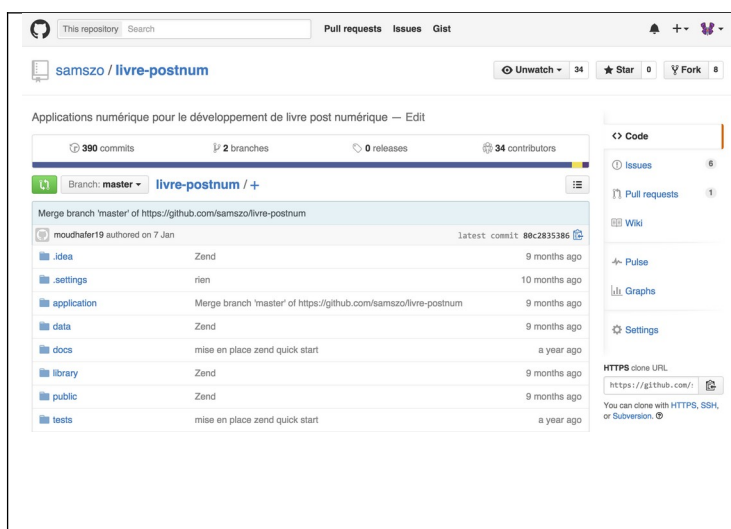 This repository Search Pull requests Issues Gist
samszo / livre-postnum Unwatch 34 Star 0 Fork 8
Applications numérique pour le développement de livre post numérique — Edit
390 commits 2 branches 0 releases 34 contributors
Branch: master livre-postnum / +
Merge branch 'master' of https://github.com/samszo/livre-postnum
moudhafer19 authored on 7 Jan latest commit 80c2835386
.idea Zend 9 months ago
.settings rien 10 months ago
application Merge branch 'master' of https://github.com/samszo/livre-postnum 9 months ago
data Zend 9 months ago
docs mise en place zend quick start a year ago
library Zend 9 months ago
public Zend 9 months ago
tests mise en place zend quick start a year ago
Code
Issues 6
Pull requests 1
Wiki
Pulse
Graphs
Settings
HTTPS clone URL
https://github.com/:
You can clone with HTTPS, SSH,
or Subversion.